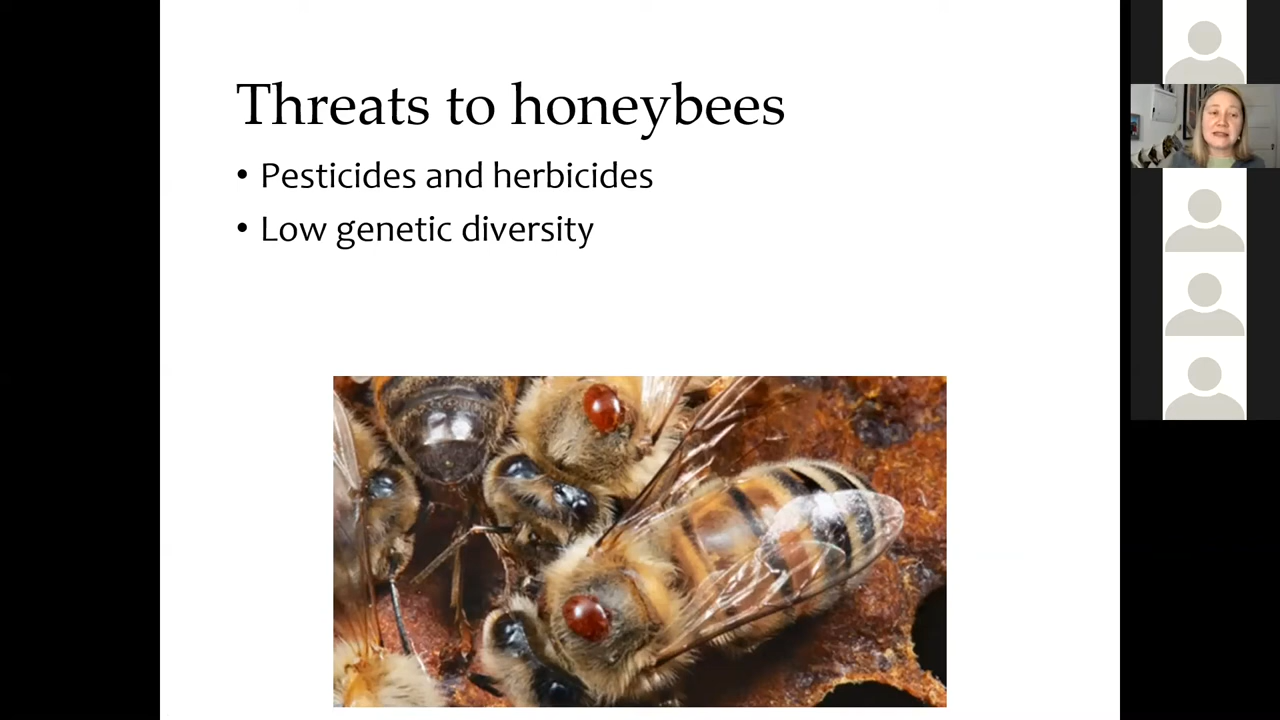 Threats to honeybees
• Pesticides and herbicides
• Low genetic diversity